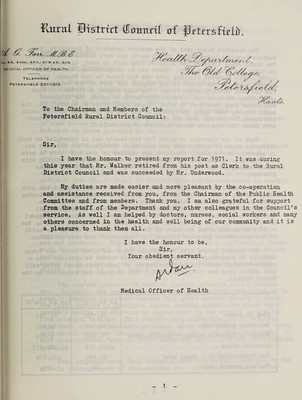 Rural District Council of Petersfield.
A. G. Farr, M.B.E.
MEDICAL OFFICER OF HEALTH.
TELEPHONE
PETERSFIELD
Health Department,
The Old College,
Petersfield,
Hants.
To the Chairman and Members of the
Petersfield Rural District Council:
Sir,
I have the honour to present my report for 1971. It was during
this year that Mr. Walker retired from his post as Clerk to the Rural
District Council and was succeeded by Mr. Underwood.
My duties are made easier and more pleasant by the co-operation
and assistance received from you, from the Chairman of the Public Health
Committee and from members. Thank you. I am also grateful for support
from the staff of the Department and my other colleagues in the Council's
service. As well I am helped by doctors, nurses, social workers and many
others concerned in the health and well being of our community and it is
a pleasure to thank them all.
I have the honour to be,
Sir,
Your obedient servant.
Medical Officer of Health
- 1 -